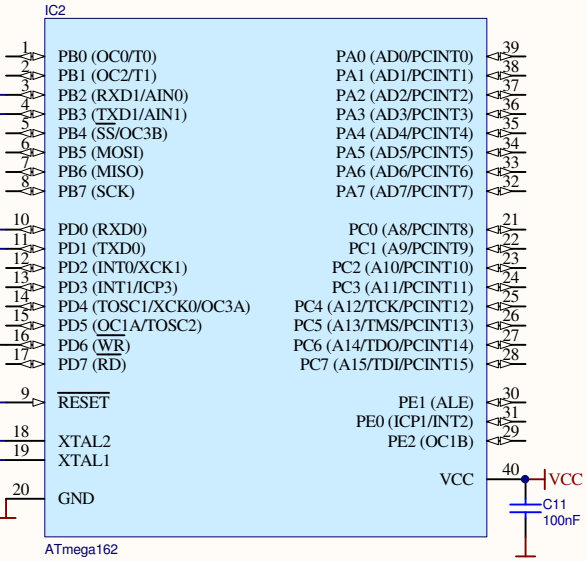 IC2
1 PB0 (OC0/T0) PA0 (AD0/PCINT0) 39
2 PB1 (OC2/T1) PA1 (AD1/PCINT1) 38
3 PB2 (RXD1/AIN0) PA2 (AD2/PCINT2) 37
4 PB3 (TXD1/AIN1) PA3 (AD3/PCINT3) 36
5 PB4 (SS/OC3B) PA4 (AD4/PCINT4) 35
6 PB5 (MOSI) PA5 (AD5/PCINT5) 34
7 PB6 (MISO) PA6 (AD6/PCINT6) 33
8 PB7 (SCK) PA7 (AD7/PCINT7) 32
10 PD0 (RXD0) PC0 (A8/PCINT8) 21
11 PD1 (TXD0) PC1 (A9/PCINT9) 22
12 PD2 (INT0/XCK1) PC2 (A10/PCINT10) 23
13 PD3 (INT1/ICP3) PC3 (A11/PCINT11) 24
14 PD4 (TOSC1/XCK0/OC3A) PC4 (A12/TCK/PCINT12) 25
15 PD5 (OC1A/TOSC2) PC5 (A13/TMS/PCINT13) 26
16 PD6 (WR) PC6 (A14/TDO/PCINT14) 27
17 PD7 (RD) PC7 (A15/TDI/PCINT15) 28
9 RESET PE1 (ALE) 30
PE0 (ICP1/INT2) 31
18 XTAL2 PE2 (OC1B) 29
19 XTAL1
VCC 40 VCC
20 GND
C11
100nF
ATmega162